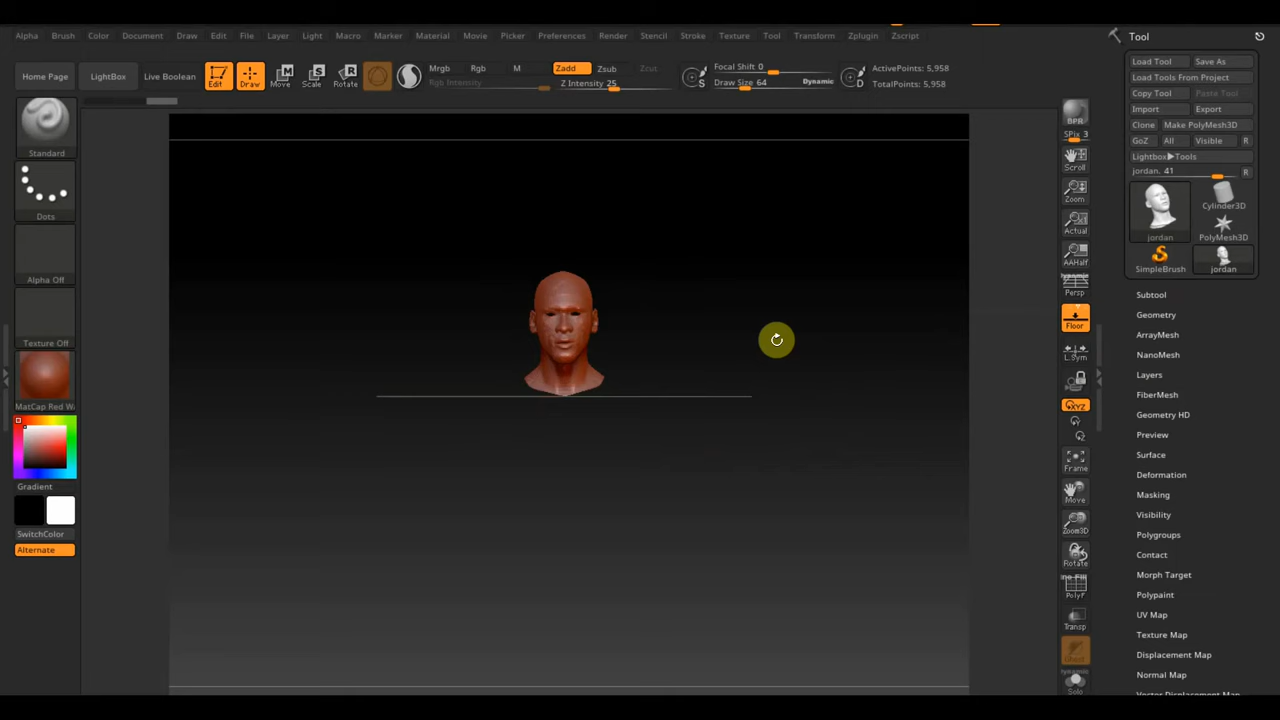 Alpha Brush Color Document Draw Edit File Layer Light Macro Marker Material Movie Picker Preferences Render Stencil Stroke Texture Tool Transform Zplugin Zscript
Tool
Home Page LightBox Live Boolean Edit Draw Move Scale Rotate
Mrgb Rgb M Zadd Zsub Zcut
Rgb Intensity Z Intensity 25
S Focal Shift 0
Draw Size 64 Dynamic
D ActivePoints: 5,958
TotalPoints: 5,958
Standard
Dots
Alpha Off
Texture Off
MatCap Red Wa
Gradient
SwitchColor
Alternate
BPR
SPix 3
Scroll
Zoom
Actual
AAHalf
Dynamic
Persp
Floor
L.Sym
XYZ
Frame
Move
Zoom3D
Rotate
PolyF
Transp
Ghost
dynamic
Solo
Load Tool Save As
Load Tools From Project
Copy Tool Paste Tool
Import Export
Clone Make PolyMesh3D
GoZ All Visible R
Lightbox▶Tools
jordan. 41 R
jordan Cylinder3D
PolyMesh3D
SimpleBrush jordan
Subtool
Geometry
ArrayMesh
NanoMesh
Layers
FiberMesh
Geometry HD
Preview
Surface
Deformation
Masking
Visibility
Polygroups
Contact
Morph Target
Polypaint
UV Map
Texture Map
Displacement Map
Normal Map
Vector Displacement Map